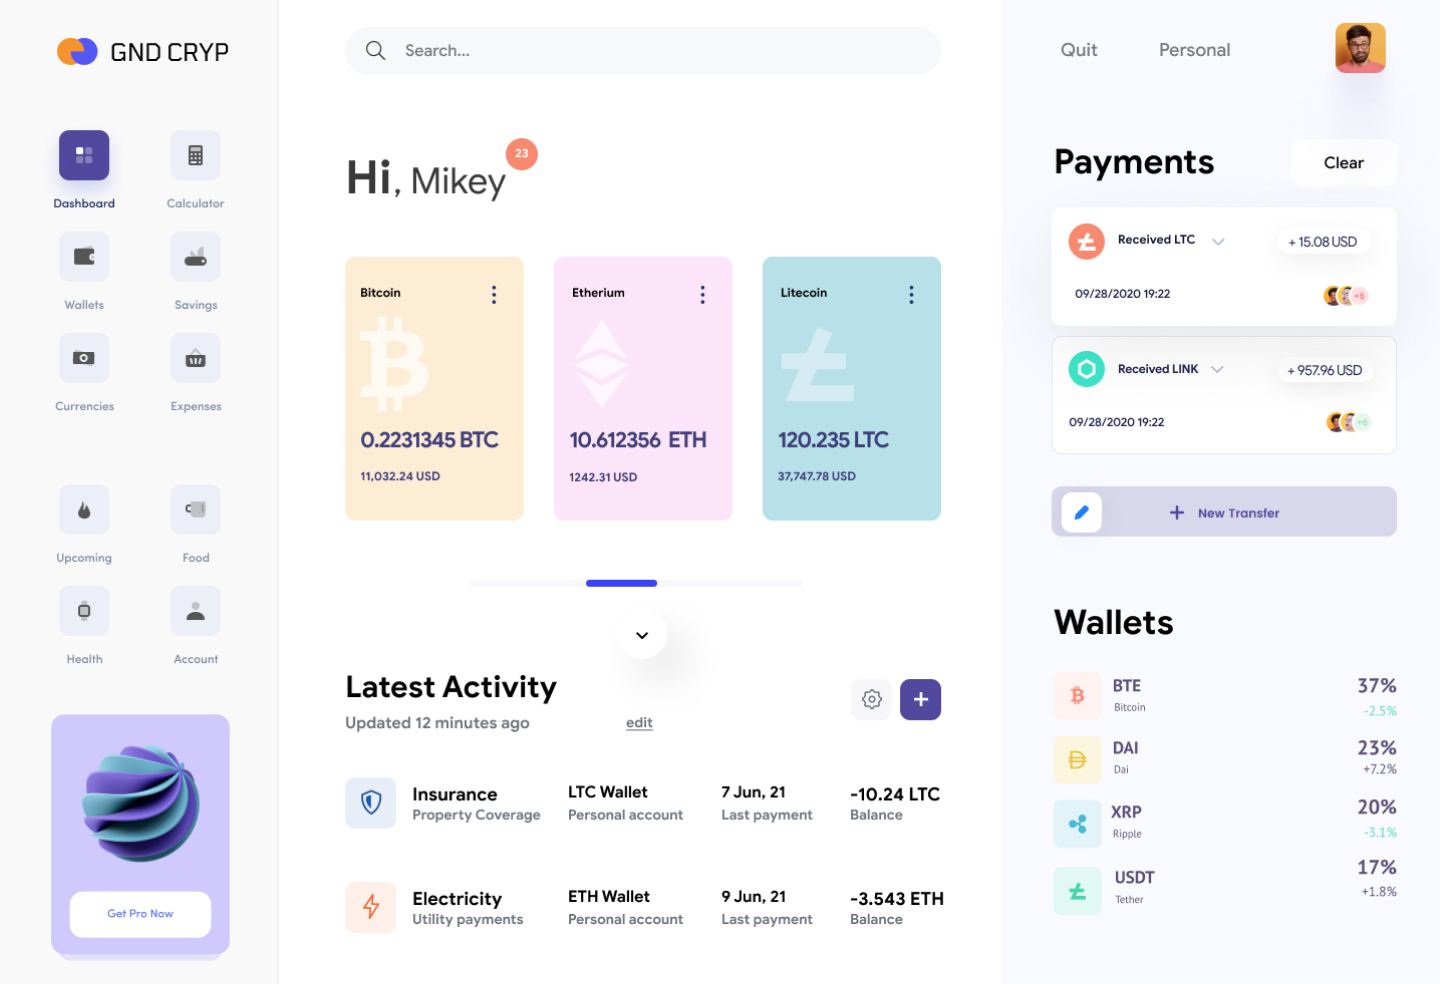 GND CRYP
Dashboard
Calculator
Wallets
Savings
Currencies
Expenses
Upcoming
Food
Health
Account
Get Pro Now
Search...
Hi, Mikey
23
Bitcoin
0.2231345 BTC
11,032.24 USD
Etherium
10.612356 ETH
1242.31 USD
Litecoin
120.235 LTC
37,747.78 USD
Latest Activity
Updated 12 minutes ago
edit
Insurance
Property Coverage
LTC Wallet
Personal account
7 Jun, 21
Last payment
-10.24 LTC
Balance
Electricity
Utility payments
ETH Wallet
Personal account
9 Jun, 21
Last payment
-3.543 ETH
Balance
Quit
Personal
Payments
Clear
Received LTC
+ 15.08 USD
09/28/2020 19:22
+6
Received LINK
+ 957.96 USD
09/28/2020 19:22
+6
New Transfer
Wallets
BTE
Bitcoin
37%
-2.5%
DAI
Dai
23%
+7.2%
XRP
Ripple
20%
-3.1%
USDT
Tether
17%
+1.8%